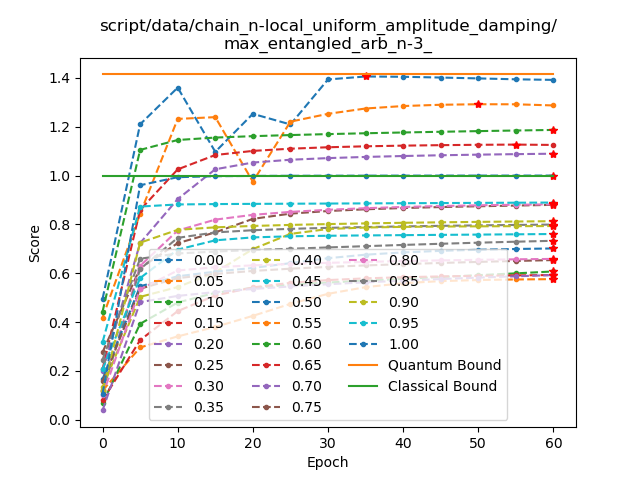 script/data/chain_n-local_uniform_amplitude_damping/
max_entangled_arb_n-3_
Score
1.4
1.2
1.0
0.8
0.6
0.4
0.2
0.0
0.00 0.40 0.80
0.05 0.45 0.85
0.10 0.50 0.90
0.15 0.55 0.95
0.20 0.60 1.00
0.25 0.65 Quantum Bound
0.30 0.70 Classical Bound
0.35 0.75
0 10 20 30 40 50 60
Epoch